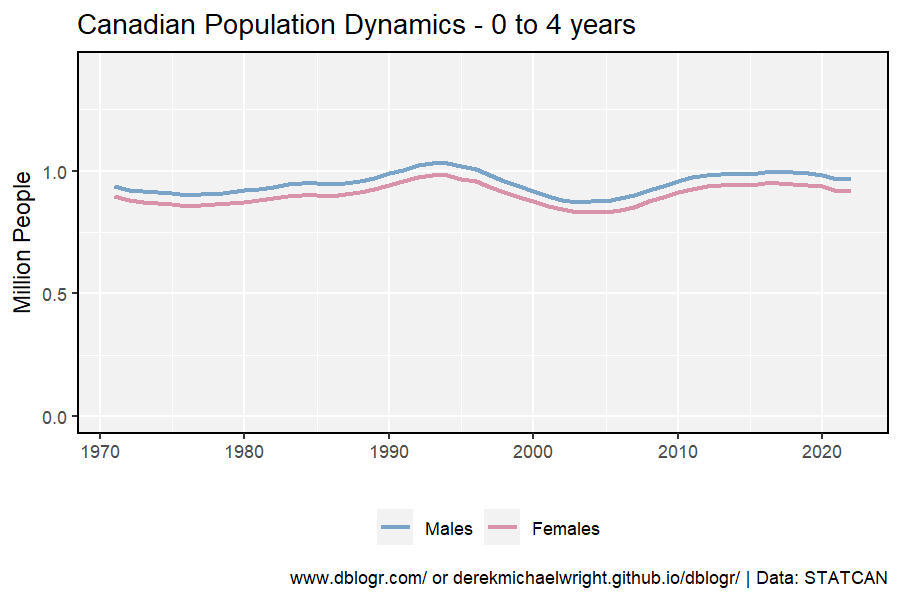 Canadian Population Dynamics - 0 to 4 years
Million People
1.0
0.5
0.0
1970 1980 1990 2000 2010 2020
Males Females
www.dblogr.com/ or derekmichaelwright.github.io/dblogr/ | Data: STATCAN